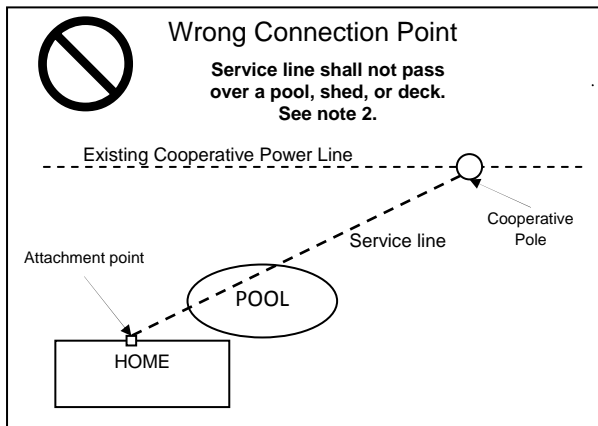 Wrong Connection Point
Service line shall not pass
over a pool, shed, or deck.
See note 2.
Existing Cooperative Power Line
Cooperative
Pole
Service line
Attachment point
POOL
HOME